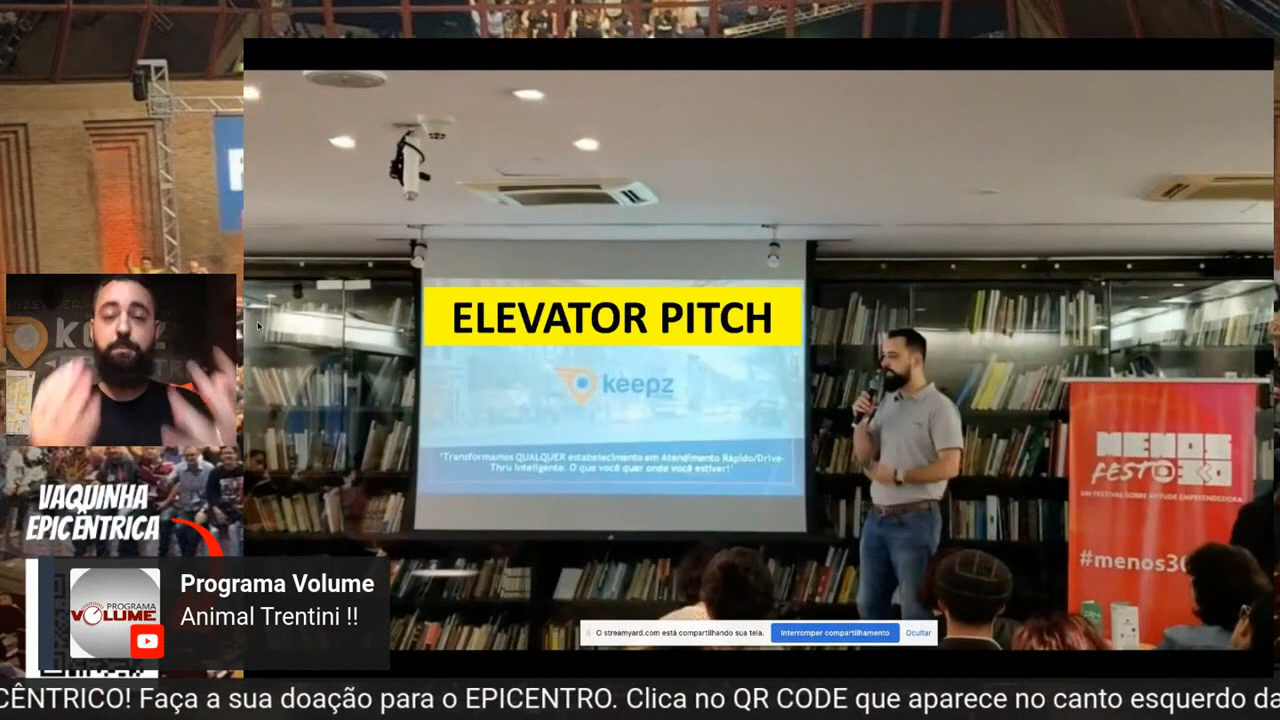 ELEVATOR PITCH
keepz
'Transformamos QUALQUER estabelecimento em Atendimento Rápido/Drive-
Thru Inteligente. O que você quer onde você estiver!'
MENOS
FEST 30
UM FESTIVAL SOBRE ATITUDE EMPREENDEDORA
#menos30
VAQUINHA
EPICÊNTRICA
PROGRAMA
VOLUME
Programa Volume
Animal Trentini !!
O streamyard.com está compartilhando sua tela.
Interromper compartilhamento
Ocultar
CÊNTRICO! Faça a sua doação para o EPICENTRO. Clica no QR CODE que aparece no canto esquerdo da